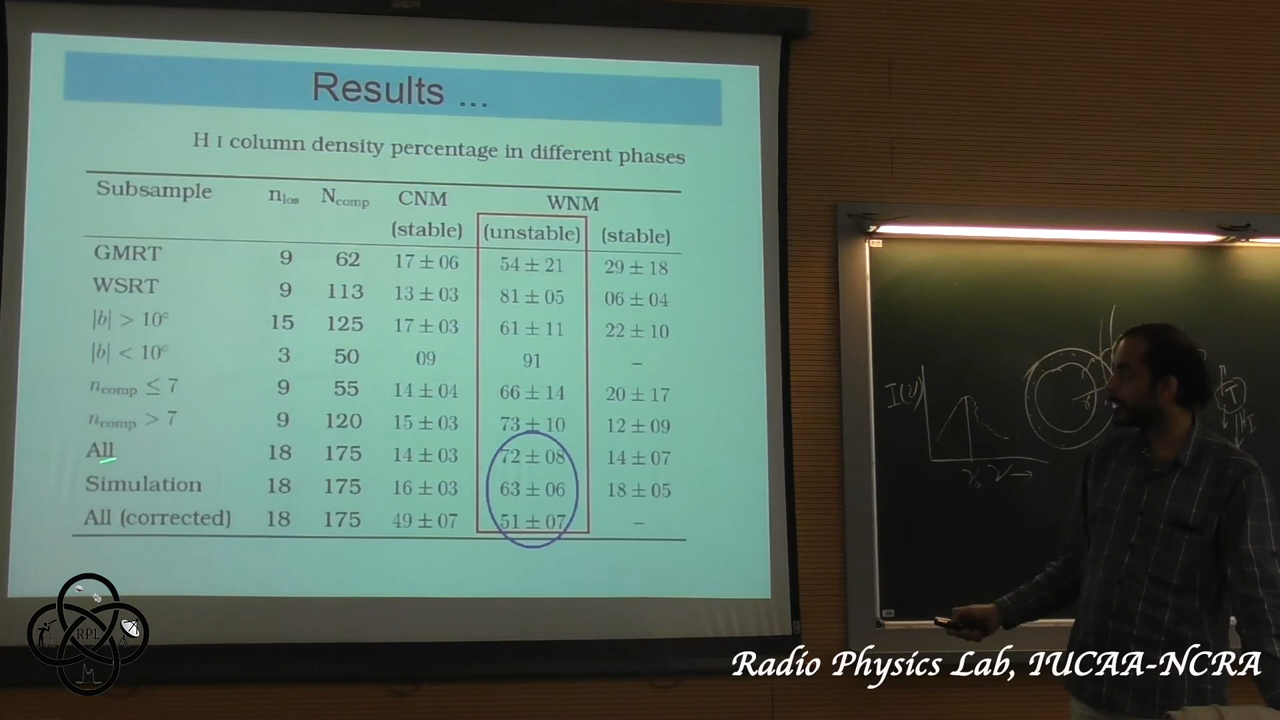 Results ...
H I column density percentage in different phases
Subsample n_los N_comp CNM WNM
(stable) (unstable) (stable)
GMRT 9 62 17 ± 06 54 ± 21 29 ± 18
WSRT 9 113 13 ± 03 81 ± 05 06 ± 04
|b| > 10° 15 125 17 ± 03 61 ± 11 22 ± 10
|b| < 10° 3 50 09 91 –
n_comp ≤ 7 9 55 14 ± 04 66 ± 14 20 ± 17
n_comp > 7 9 120 15 ± 03 73 ± 10 12 ± 09
All 18 175 14 ± 03 72 ± 08 14 ± 07
Simulation 18 175 16 ± 03 63 ± 06 18 ± 05
All (corrected) 18 175 49 ± 07 51 ± 07 –
I(ν)
RPL
Radio Physics Lab, IUCAA-NCRA